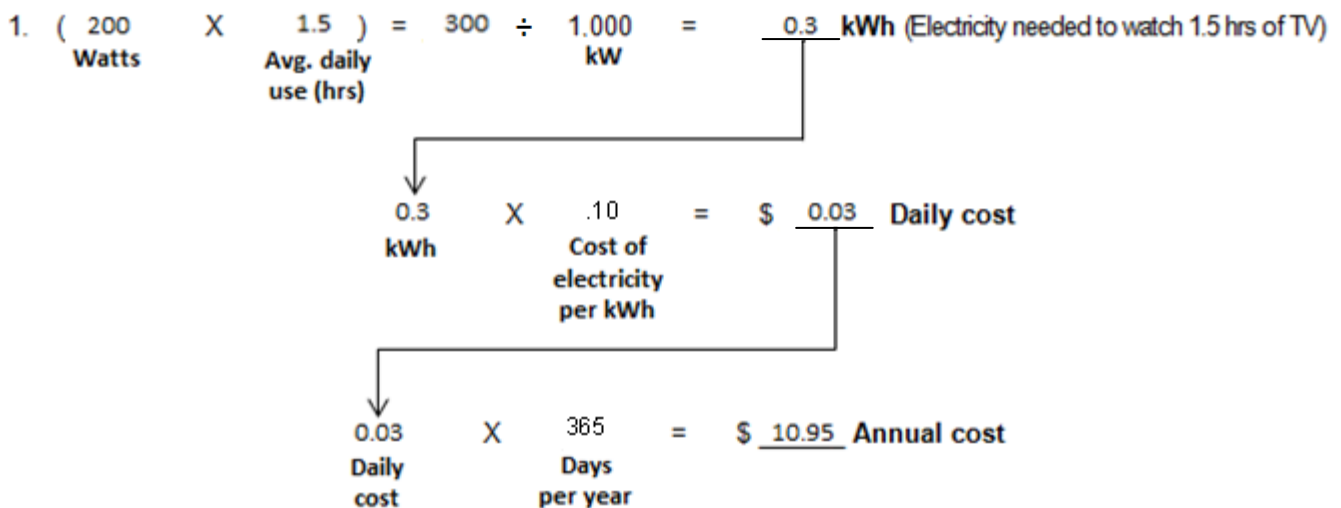 1. ( 200 X 1.5 ) = 300 ÷ 1.000 = 0.3 kWh (Electricity needed to watch 1.5 hrs of TV)
Watts Avg. daily kW
use (hrs)
0.3 X .10 = $ 0.03 Daily cost
kWh Cost of
electricity
per kWh
0.03 X 365 = $ 10.95 Annual cost
Daily Days
cost per year